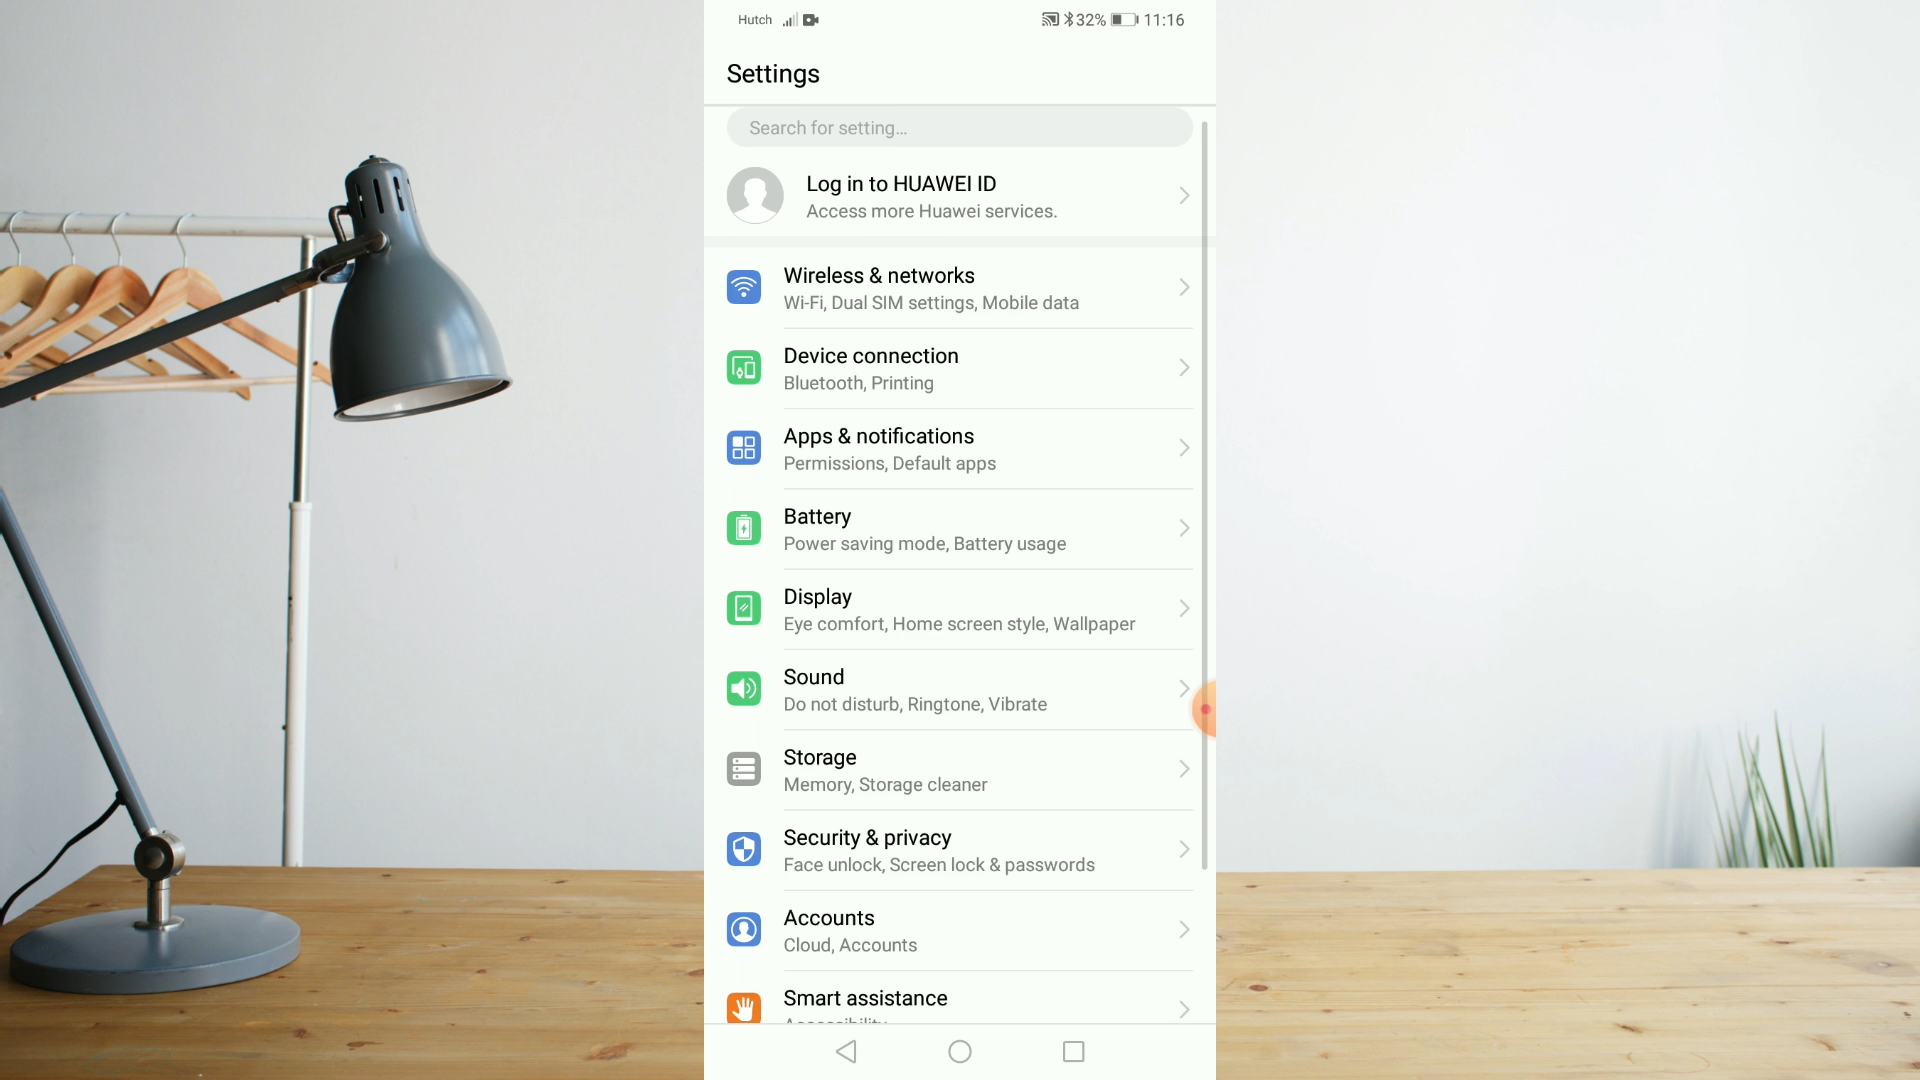 Hutch
32% 11:16
Settings
Search for setting...
Log in to HUAWEI ID
Access more Huawei services.
Wireless & networks
Wi-Fi, Dual SIM settings, Mobile data
Device connection
Bluetooth, Printing
Apps & notifications
Permissions, Default apps
Battery
Power saving mode, Battery usage
Display
Eye comfort, Home screen style, Wallpaper
Sound
Do not disturb, Ringtone, Vibrate
Storage
Memory, Storage cleaner
Security & privacy
Face unlock, Screen lock & passwords
Accounts
Cloud, Accounts
Smart assistance
Accessibility